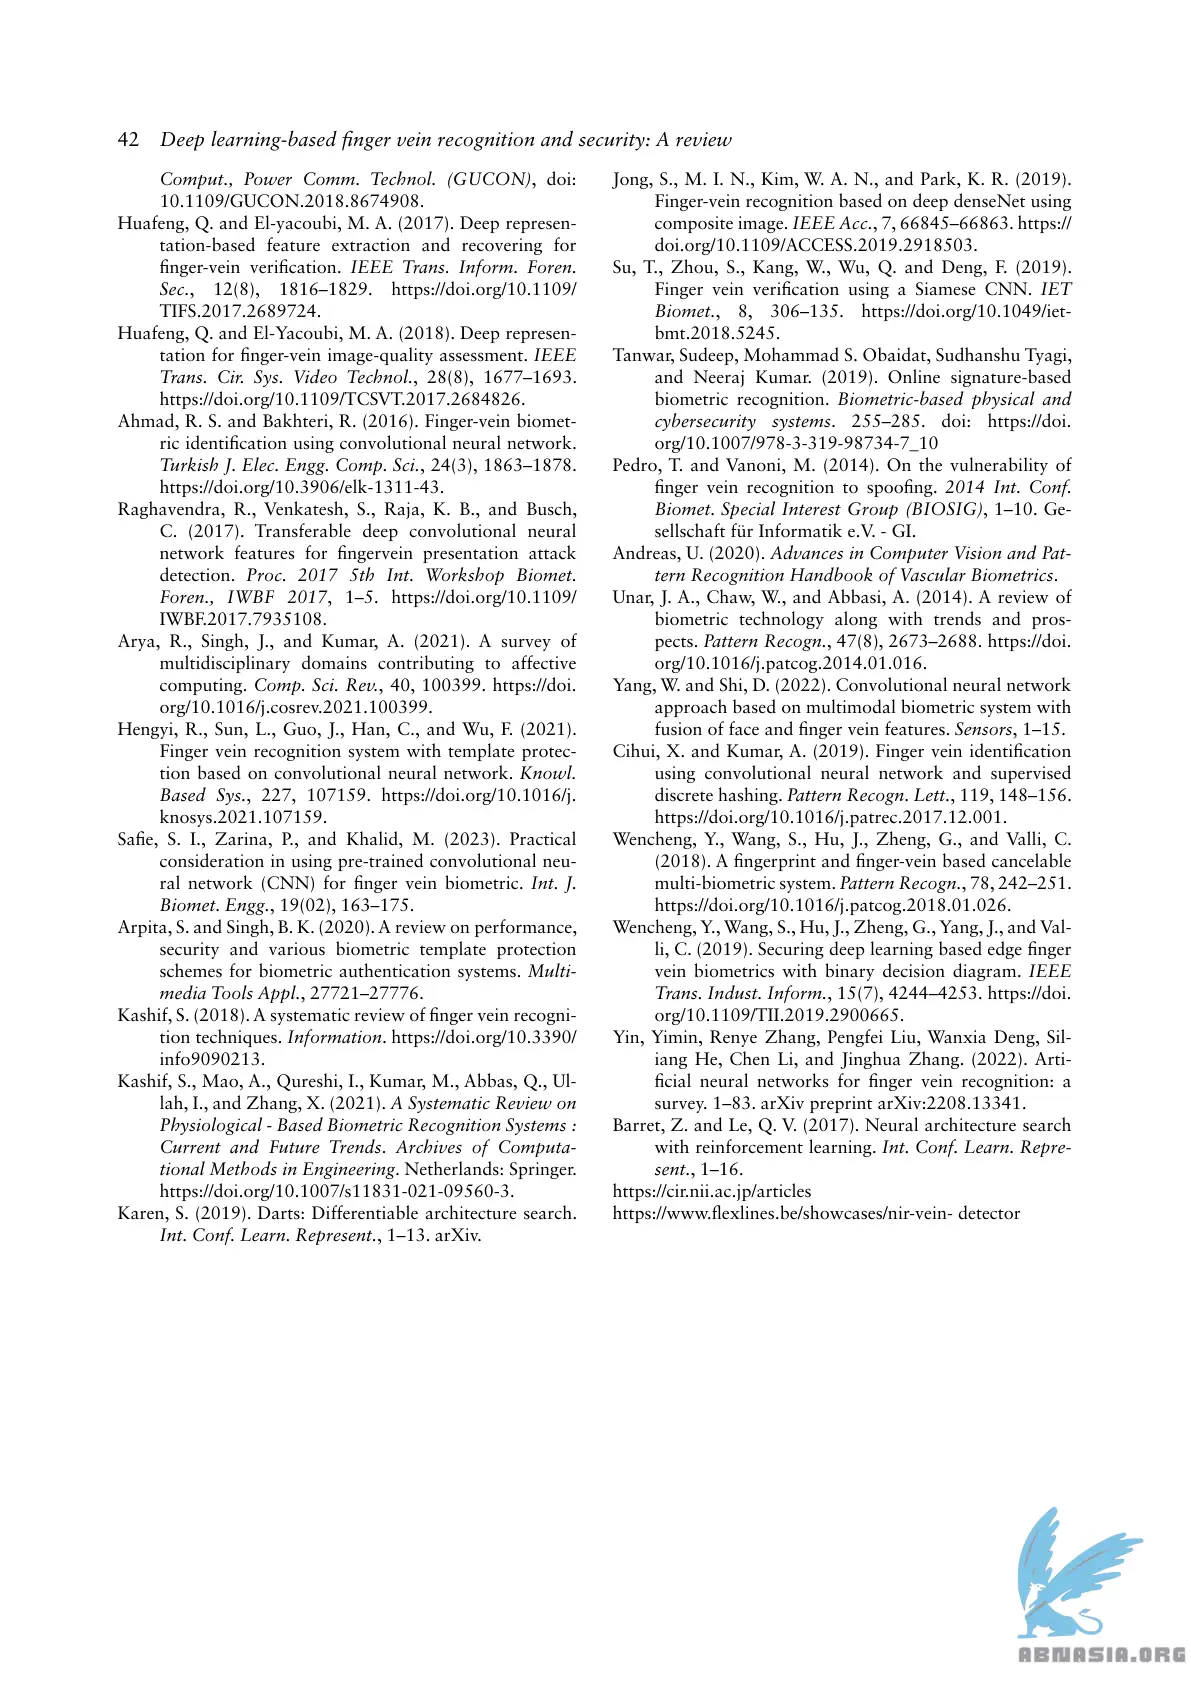 42 Deep learning-based finger vein recognition and security: A review
Comput., Power Comm. Technol. (GUCON), doi:
10.1109/GUCON.2018.8674908.
Huafeng, Q. and El-yacoubi, M. A. (2017). Deep represen-
tation-based feature extraction and recovering for
finger-vein verification. IEEE Trans. Inform. Foren.
Sec., 12(8), 1816–1829. https://doi.org/10.1109/
TIFS.2017.2689724.
Huafeng, Q. and El-Yacoubi, M. A. (2018). Deep represen-
tation for finger-vein image-quality assessment. IEEE
Trans. Cir. Sys. Video Technol., 28(8), 1677–1693.
https://doi.org/10.1109/TCSVT.2017.2684826.
Ahmad, R. S. and Bakhteri, R. (2016). Finger-vein biomet-
ric identification using convolutional neural network.
Turkish J. Elec. Engg. Comp. Sci., 24(3), 1863–1878.
https://doi.org/10.3906/elk-1311-43.
Raghavendra, R., Venkatesh, S., Raja, K. B., and Busch,
C. (2017). Transferable deep convolutional neural
network features for fingervein presentation attack
detection. Proc. 2017 5th Int. Workshop Biomet.
Foren., IWBF 2017, 1–5. https://doi.org/10.1109/
IWBF.2017.7935108.
Arya, R., Singh, J., and Kumar, A. (2021). A survey of
multidisciplinary domains contributing to affective
computing. Comp. Sci. Rev., 40, 100399. https://doi.
org/10.1016/j.cosrev.2021.100399.
Hengyi, R., Sun, L., Guo, J., Han, C., and Wu, F. (2021).
Finger vein recognition system with template protec-
tion based on convolutional neural network. Knowl.
Based Sys., 227, 107159. https://doi.org/10.1016/j.
knosys.2021.107159.
Safie, S. I., Zarina, P., and Khalid, M. (2023). Practical
consideration in using pre-trained convolutional neu-
ral network (CNN) for finger vein biometric. Int. J.
Biomet. Engg., 19(02), 163–175.
Arpita, S. and Singh, B. K. (2020). A review on performance,
security and various biometric template protection
schemes for biometric authentication systems. Multi-
media Tools Appl., 27721–27776.
Kashif, S. (2018). A systematic review of finger vein recogni-
tion techniques. Information. https://doi.org/10.3390/
info9090213.
Kashif, S., Mao, A., Qureshi, I., Kumar, M., Abbas, Q., Ul-
lah, I., and Zhang, X. (2021). A Systematic Review on
Physiological - Based Biometric Recognition Systems :
Current and Future Trends. Archives of Computa-
tional Methods in Engineering. Netherlands: Springer.
https://doi.org/10.1007/s11831-021-09560-3.
Karen, S. (2019). Darts: Differentiable architecture search.
Int. Conf. Learn. Represent., 1–13. arXiv.
Jong, S., M. I. N., Kim, W. A. N., and Park, K. R. (2019).
Finger-vein recognition based on deep denseNet using
composite image. IEEE Acc., 7, 66845–66863. https://
doi.org/10.1109/ACCESS.2019.2918503.
Su, T., Zhou, S., Kang, W., Wu, Q. and Deng, F. (2019).
Finger vein verification using a Siamese CNN. IET
Biomet., 8, 306–135. https://doi.org/10.1049/iet-
bmt.2018.5245.
Tanwar, Sudeep, Mohammad S. Obaidat, Sudhanshu Tyagi,
and Neeraj Kumar. (2019). Online signature-based
biometric recognition. Biometric-based physical and
cybersecurity systems. 255–285. doi: https://doi.
org/10.1007/978-3-319-98734-7_10
Pedro, T. and Vanoni, M. (2014). On the vulnerability of
finger vein recognition to spoofing. 2014 Int. Conf.
Biomet. Special Interest Group (BIOSIG), 1–10. Ge-
sellschaft für Informatik e.V. - GI.
Andreas, U. (2020). Advances in Computer Vision and Pat-
tern Recognition Handbook of Vascular Biometrics.
Unar, J. A., Chaw, W., and Abbasi, A. (2014). A review of
biometric technology along with trends and pros-
pects. Pattern Recogn., 47(8), 2673–2688. https://doi.
org/10.1016/j.patcog.2014.01.016.
Yang, W. and Shi, D. (2022). Convolutional neural network
approach based on multimodal biometric system with
fusion of face and finger vein features. Sensors, 1–15.
Cihui, X. and Kumar, A. (2019). Finger vein identification
using convolutional neural network and supervised
discrete hashing. Pattern Recogn. Lett., 119, 148–156.
https://doi.org/10.1016/j.patrec.2017.12.001.
Wencheng, Y., Wang, S., Hu, J., Zheng, G., and Valli, C.
(2018). A fingerprint and finger-vein based cancelable
multi-biometric system. Pattern Recogn., 78, 242–251.
https://doi.org/10.1016/j.patcog.2018.01.026.
Wencheng, Y., Wang, S., Hu, J., Zheng, G., Yang, J., and Val-
li, C. (2019). Securing deep learning based edge finger
vein biometrics with binary decision diagram. IEEE
Trans. Indust. Inform., 15(7), 4244–4253. https://doi.
org/10.1109/TII.2019.2900665.
Yin, Yimin, Renye Zhang, Pengfei Liu, Wanxia Deng, Sil-
iang He, Chen Li, and Jinghua Zhang. (2022). Arti-
ficial neural networks for finger vein recognition: a
survey. 1–83. arXiv preprint arXiv:2208.13341.
Barret, Z. and Le, Q. V. (2017). Neural architecture search
with reinforcement learning. Int. Conf. Learn. Repre-
sent., 1–16.
https://cir.nii.ac.jp/articles
https://www.flexlines.be/showcases/nir-vein- detector
ABNASIA.ORG